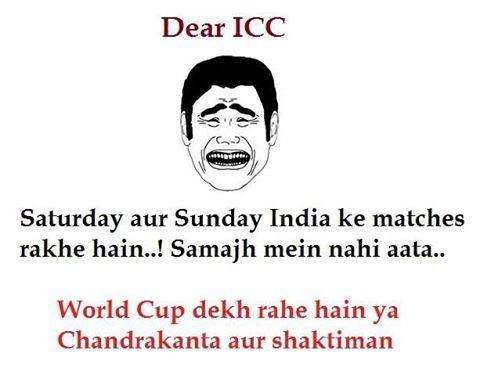 Dear ICC
Saturday aur Sunday India ke matches
rakhe hain..! Samajh mein nahi aata..
World Cup dekh rahe hain ya
Chandrakanta aur shaktiman